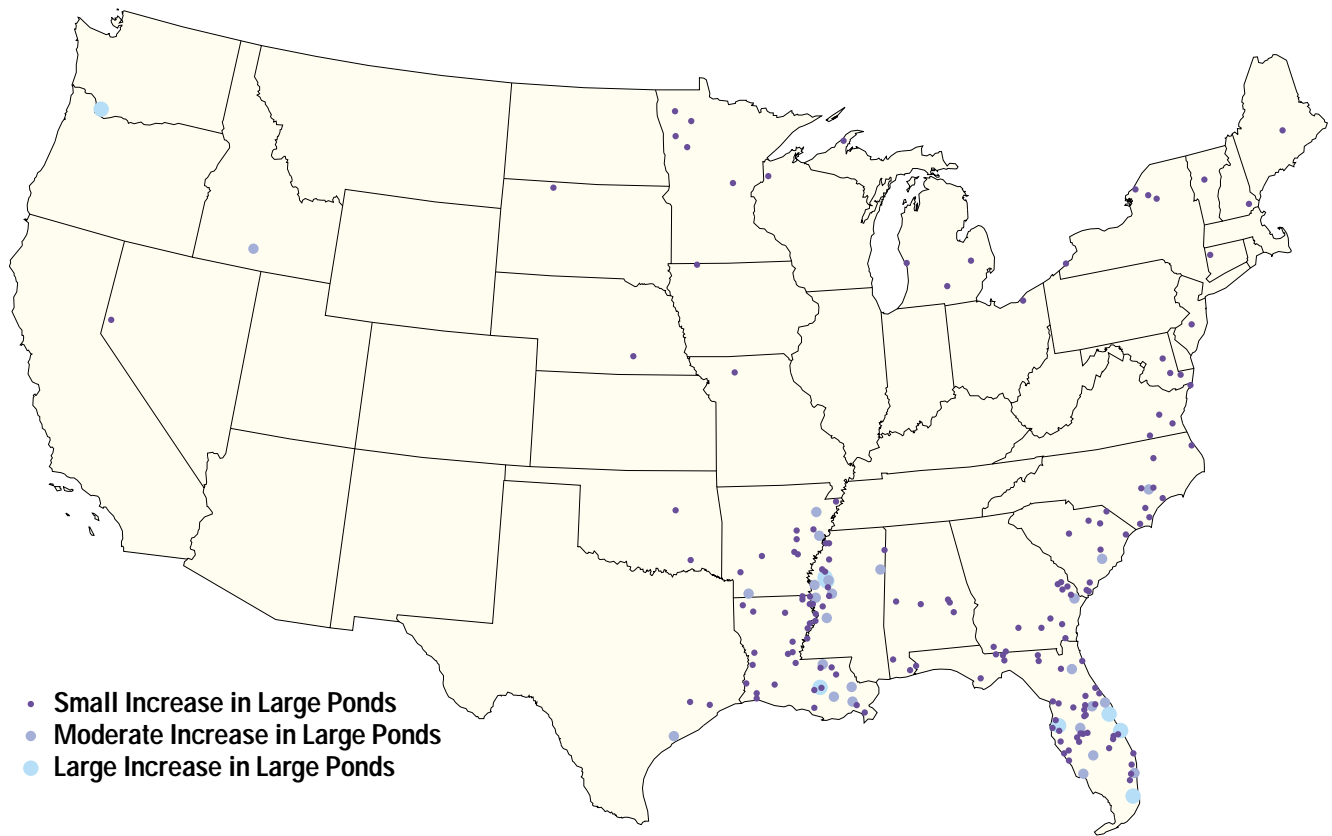 Small Increase in Large Ponds
Moderate Increase in Large Ponds
Large Increase in Large Ponds